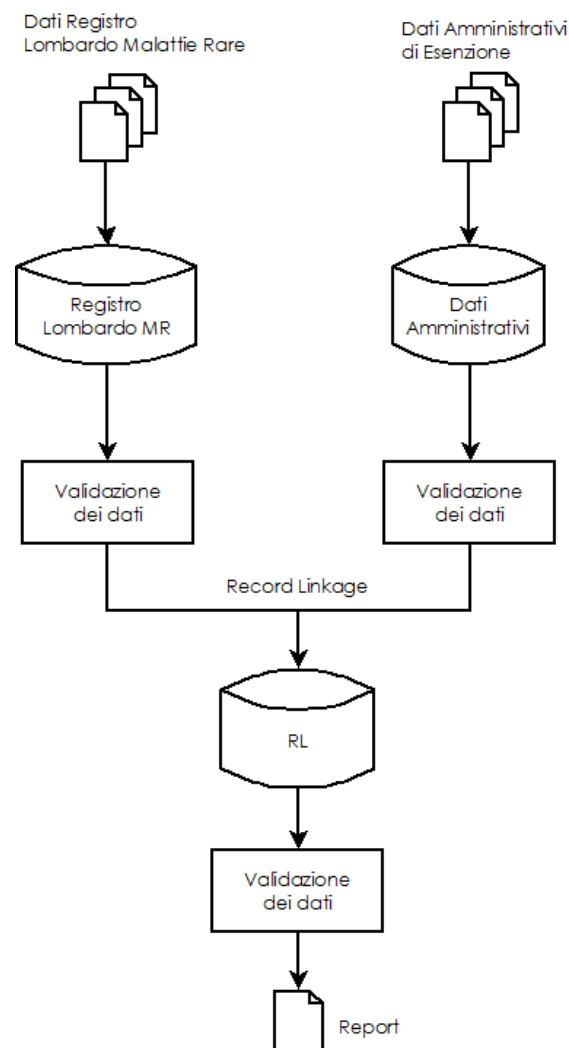 Dati Registro
Lombardo Malattie Rare
Dati Amministrativi
di Esenzione
Registro
Lombardo MR
Dati
Amministrativi
Validazione
dei dati
Validazione
dei dati
Record Linkage
RL
Validazione
dei dati
Report